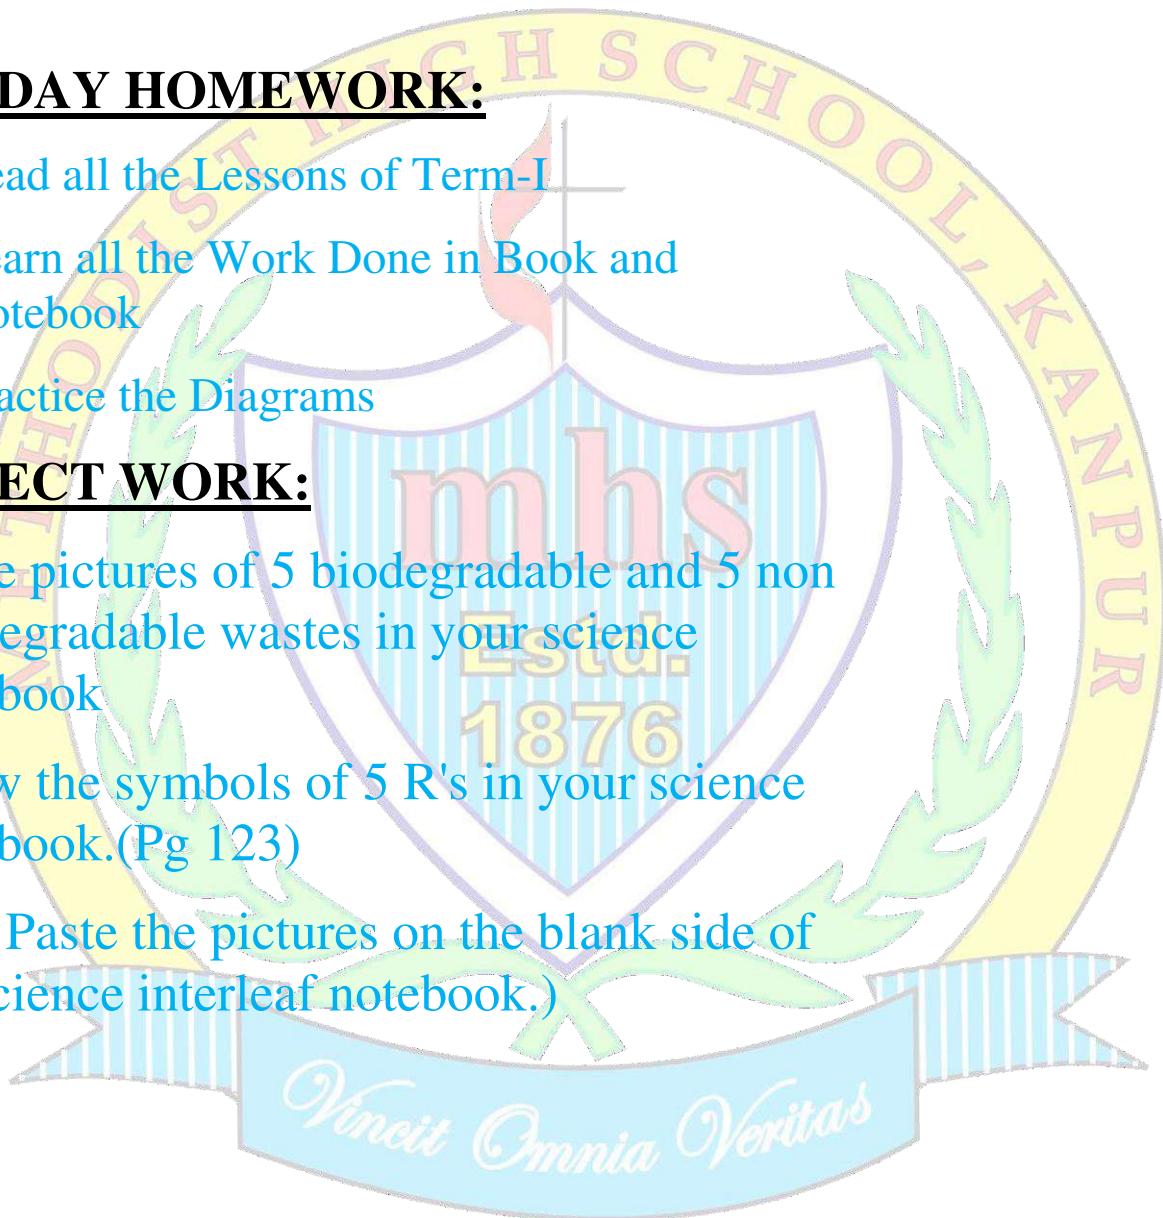 METHODIST HIGH SCHOOL, KANPUR
DAY HOMEWORK:
ead all the Lessons of Term-I
earn all the Work Done in Book and
otebook
actice the Diagrams
ECT WORK:
e pictures of 5 biodegradable and 5 non
egradable wastes in your science
book
w the symbols of 5 R's in your science
book.(Pg 123)
Paste the pictures on the blank side of
cience interleaf notebook.)
mhs
Estd.
1876
Vincit Omnia Veritas